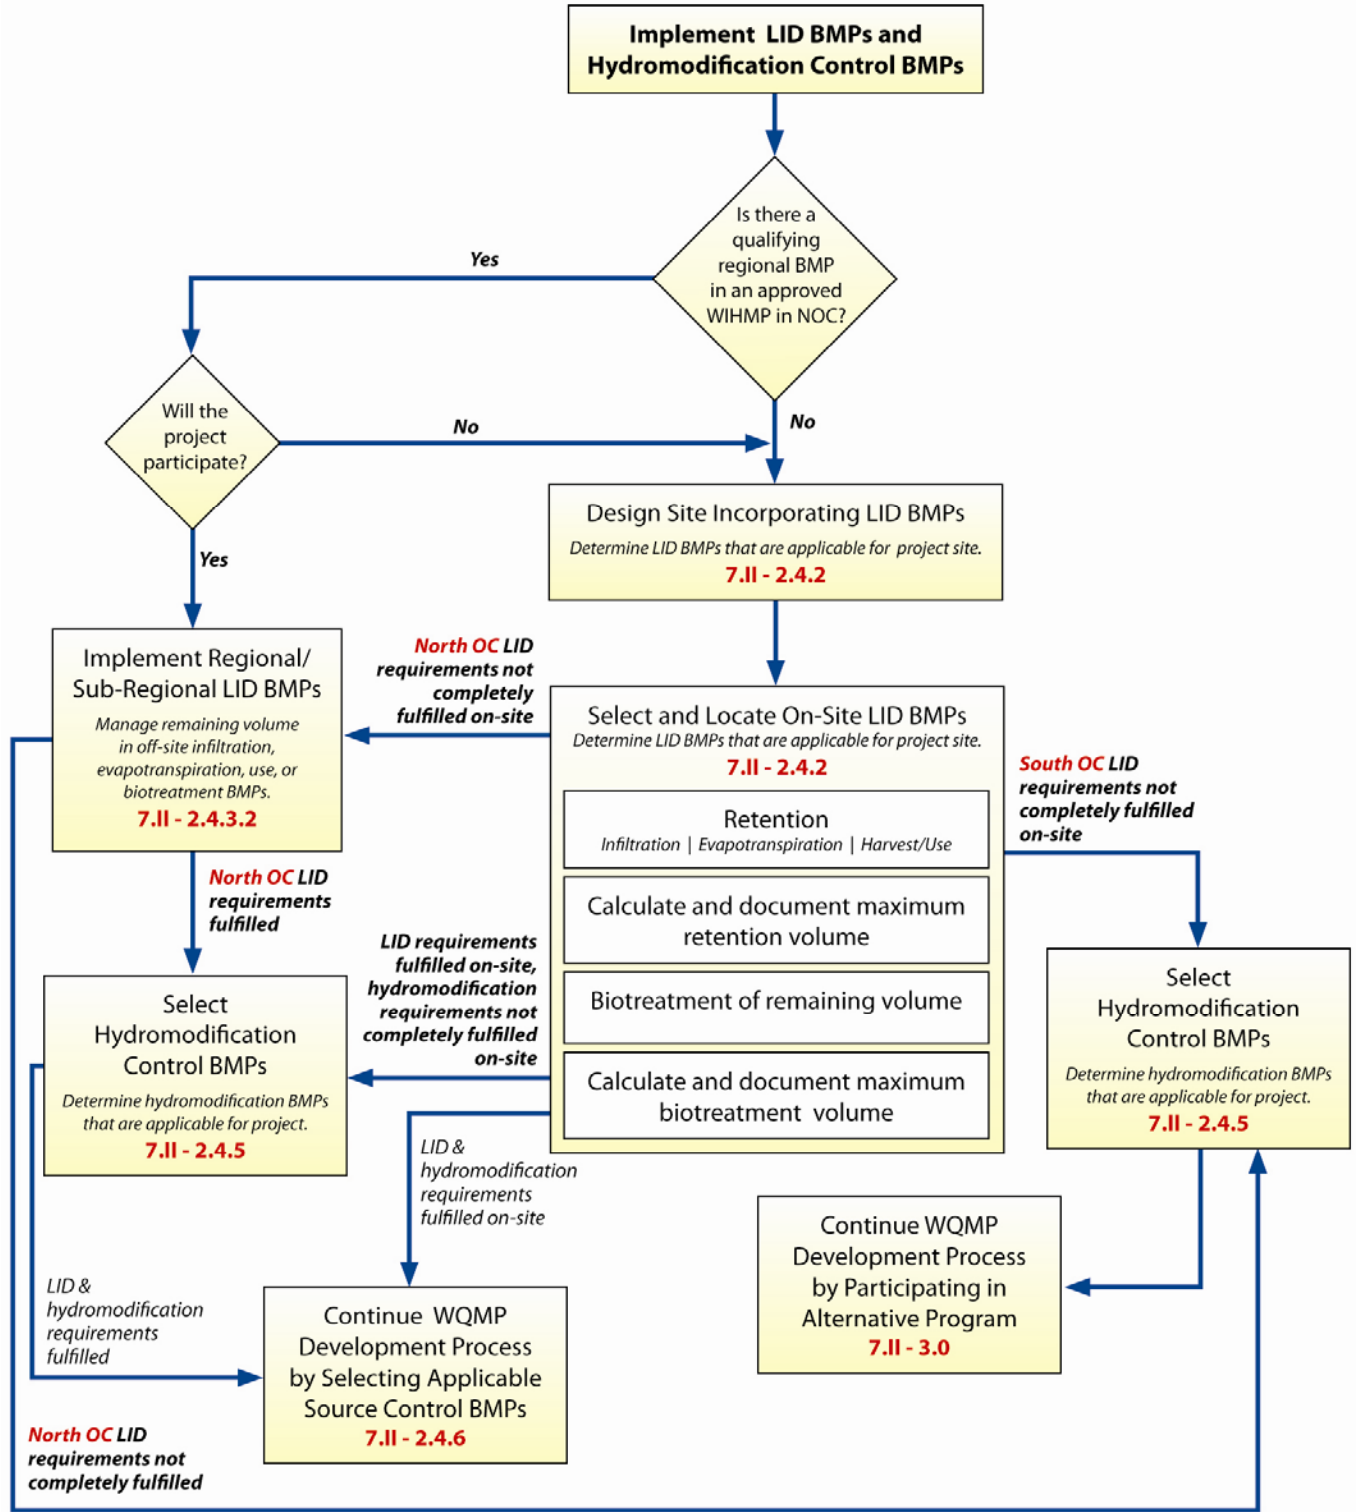 Implement LID BMPs and
Hydromodification Control BMPs
Is there a
qualifying
regional BMP
in an approved
WIHMP in NOC?
Yes
No
Will the
project
participate?
No
Yes
Design Site Incorporating LID BMPs
Determine LID BMPs that are applicable for project site.
7.II - 2.4.2
Implement Regional/
Sub-Regional LID BMPs
Manage remaining volume
in off-site infiltration,
evapotranspiration, use, or
biotreatment BMPs.
7.II - 2.4.3.2
North OC LID
requirements not
completely
fulfilled on-site
Select and Locate On-Site LID BMPs
Determine LID BMPs that are applicable for project site.
7.II - 2.4.2
Retention
Infiltration | Evapotranspiration | Harvest/Use
Calculate and document maximum
retention volume
Biotreatment of remaining volume
Calculate and document maximum
biotreatment volume
South OC LID
requirements not
completely fulfilled
on-site
North OC LID
requirements
fulfilled
LID requirements
fulfilled on-site,
hydromodification
requirements not
completely fulfilled
on-site
Select
Hydromodification
Control BMPs
Determine hydromodification BMPs
that are applicable for project.
7.II - 2.4.5
Select
Hydromodification
Control BMPs
Determine hydromodification BMPs
that are applicable for project.
7.II - 2.4.5
LID &
hydromodification
requirements
fulfilled on-site
Continue WQMP
Development Process
by Participating in
Alternative Program
7.II - 3.0
LID &
hydromodification
requirements
fulfilled
Continue WQMP
Development Process
by Selecting Applicable
Source Control BMPs
7.II - 2.4.6
North OC LID
requirements not
completely fulfilled